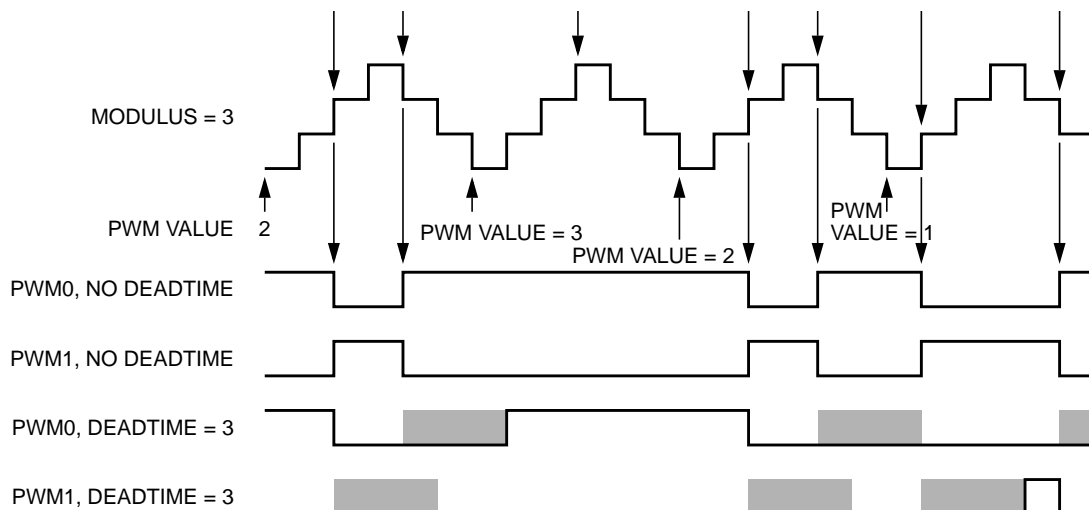 MODULUS = 3
PWM VALUE 2
PWM VALUE = 3
PWM VALUE = 2
PWM
VALUE = 1
PWM0, NO DEADTIME
PWM1, NO DEADTIME
PWM0, DEADTIME = 3
PWM1, DEADTIME = 3